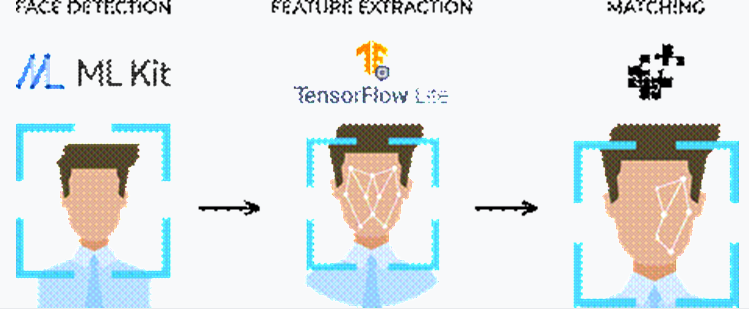 FACE DETECTION
FEATURE EXTRACTION
MATCHING
ML Kit
TensorFlow Lite